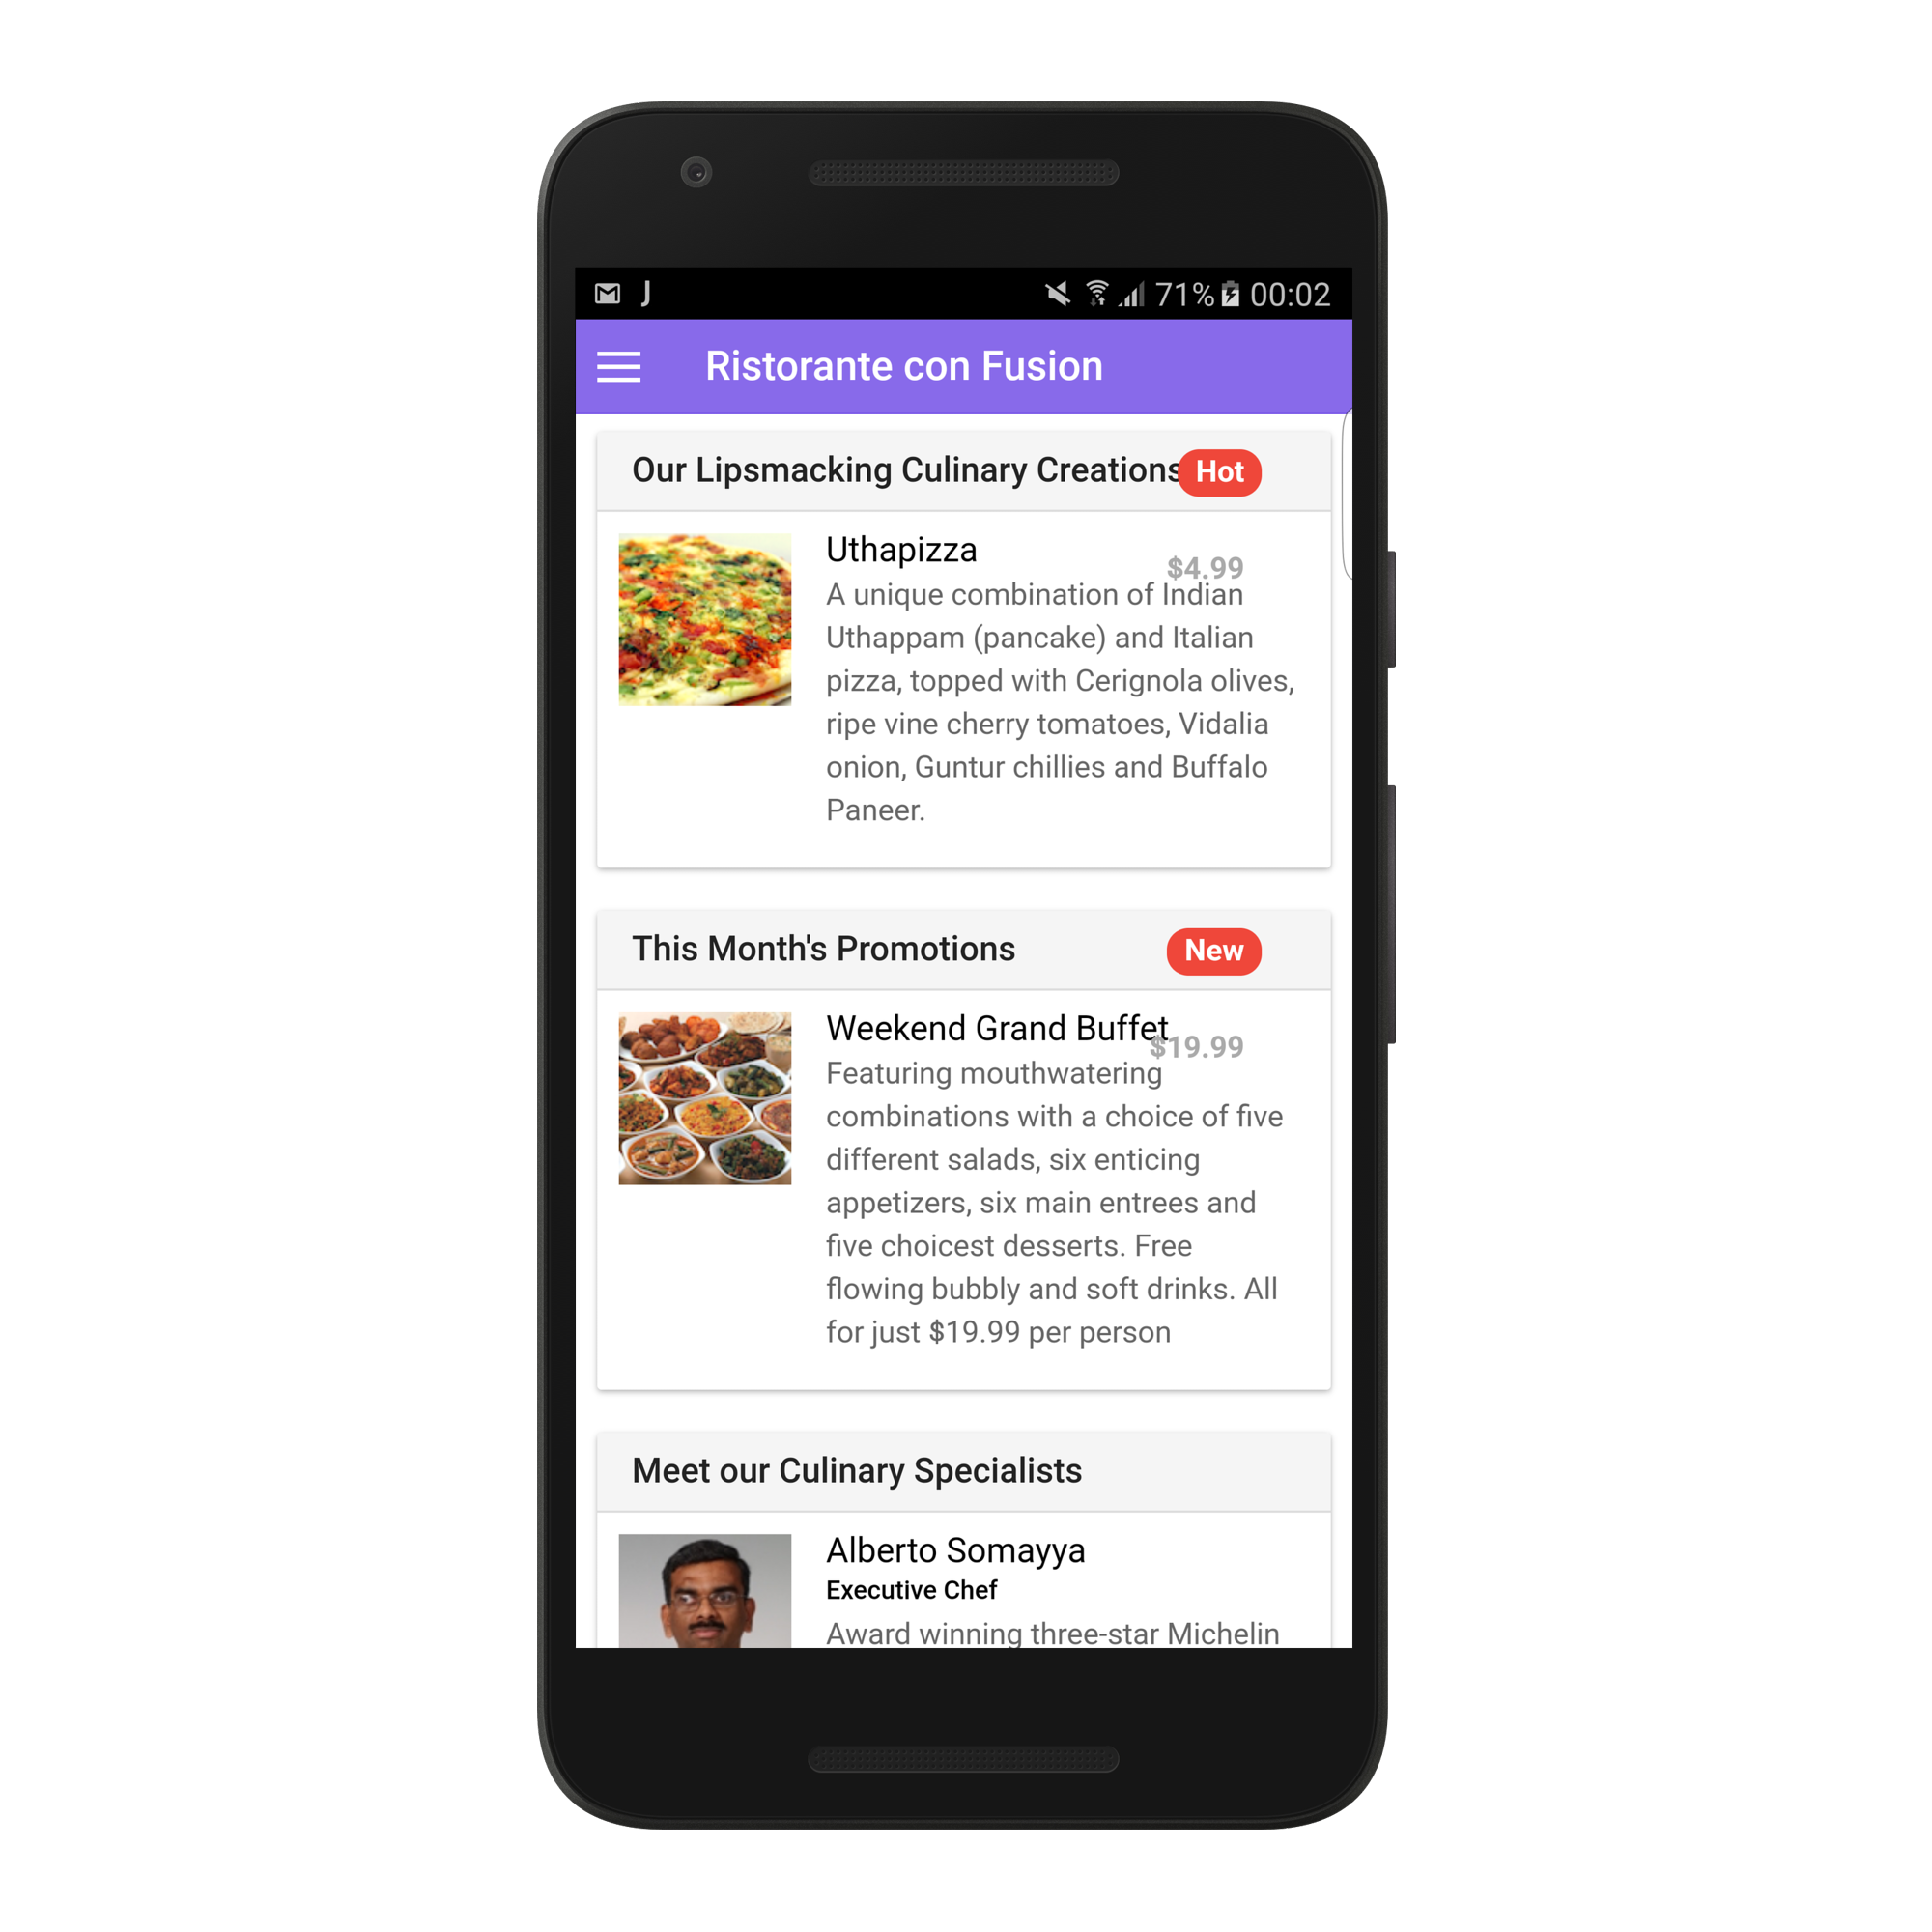 J 71% 00:02
Ristorante con Fusion
Our Lipsmacking Culinary Creations Hot
Uthapizza
$4.99
A unique combination of Indian
Uthappam (pancake) and Italian
pizza, topped with Cerignola olives,
ripe vine cherry tomatoes, Vidalia
onion, Guntur chillies and Buffalo
Paneer.
This Month's Promotions New
Weekend Grand Buffet
$19.99
Featuring mouthwatering
combinations with a choice of five
different salads, six enticing
appetizers, six main entrees and
five choicest desserts. Free
flowing bubbly and soft drinks. All
for just $19.99 per person
Meet our Culinary Specialists
Alberto Somayya
Executive Chef
Award winning three-star Michelin